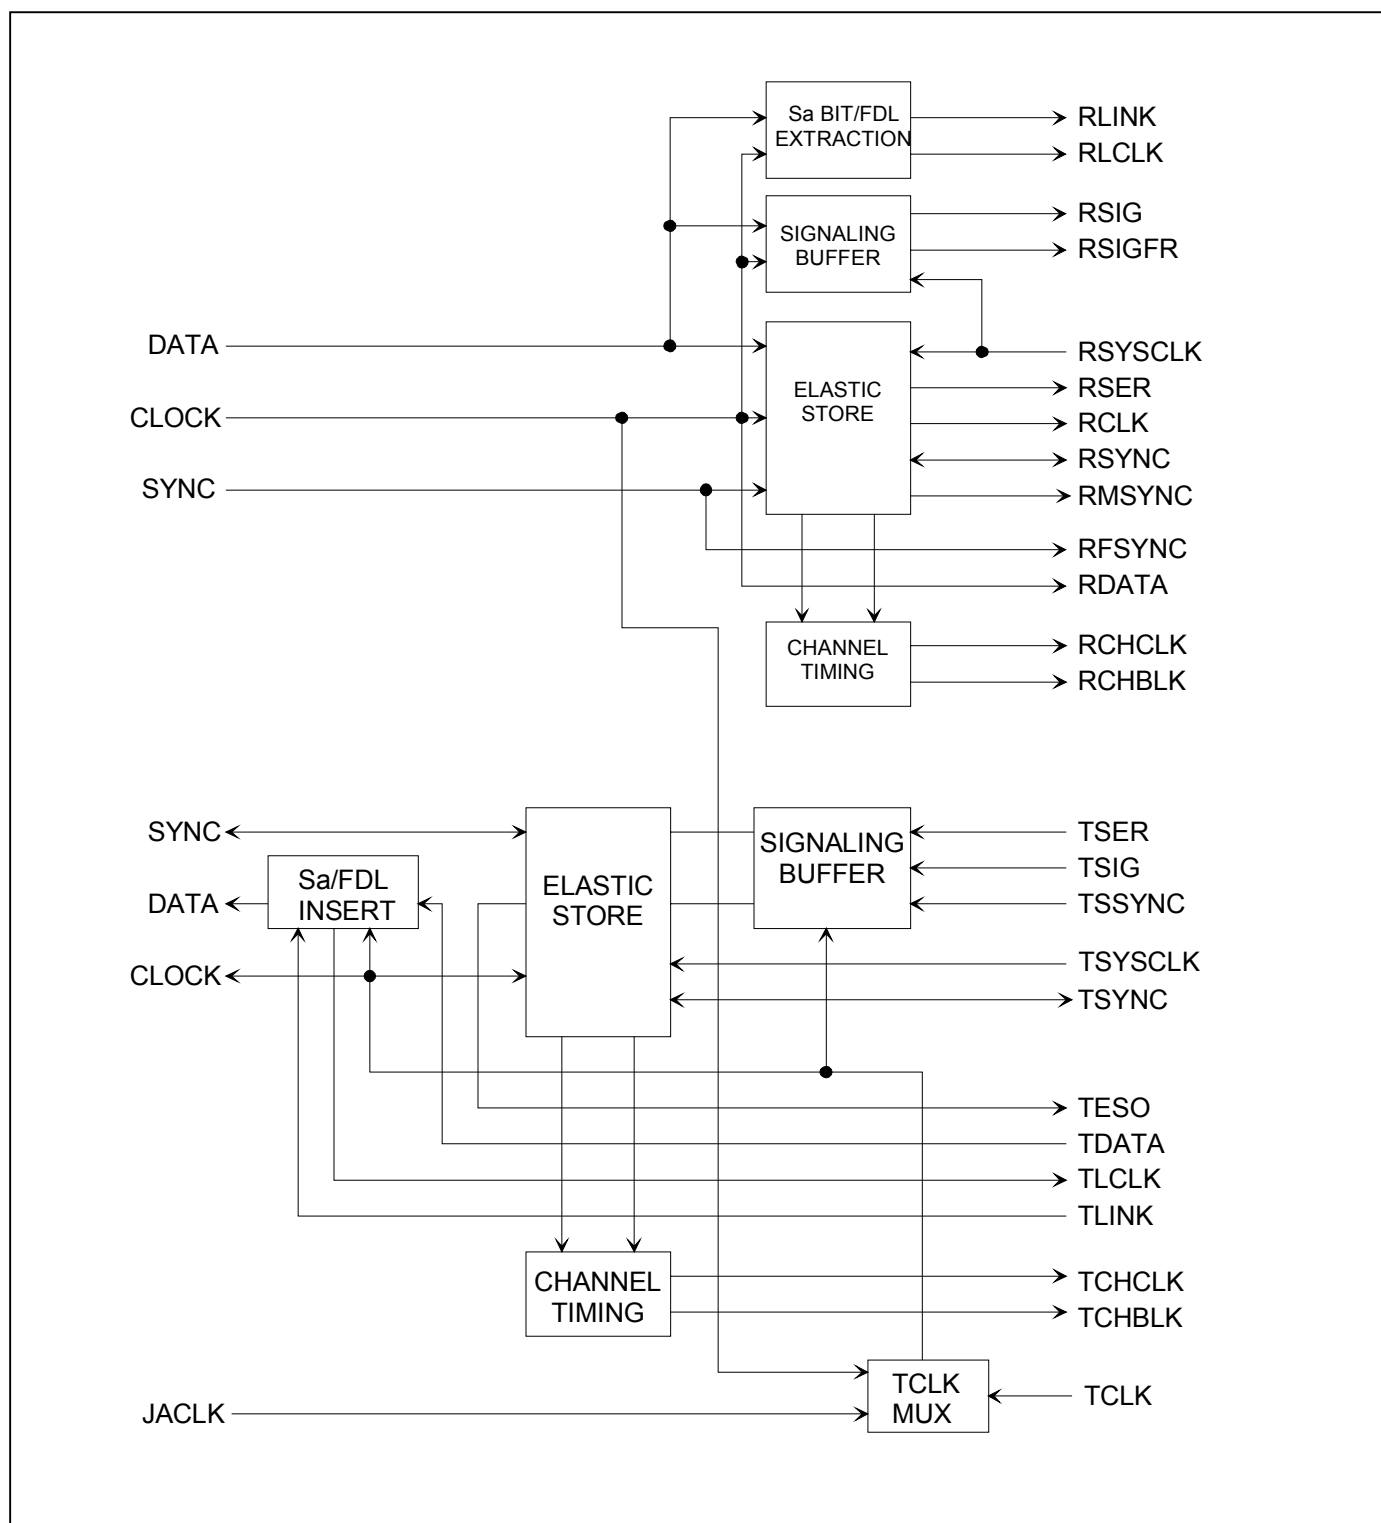 Sa BIT/FDL
EXTRACTION
RLINK
RLCLK
SIGNALING
BUFFER
RSIG
RSIGFR
DATA
CLOCK
SYNC
ELASTIC
STORE
RSYSCLK
RSER
RCLK
RSYNC
RMSYNC
RFSYNC
RDATA
CHANNEL
TIMING
RCHCLK
RCHBLK
SYNC
DATA
CLOCK
Sa/FDL
INSERT
ELASTIC
STORE
SIGNALING
BUFFER
TSER
TSIG
TSSYNC
TSYSCLK
TSYNC
TESO
TDATA
TLCLK
TLINK
CHANNEL
TIMING
TCHCLK
TCHBLK
JACLK
TCLK
MUX
TCLK